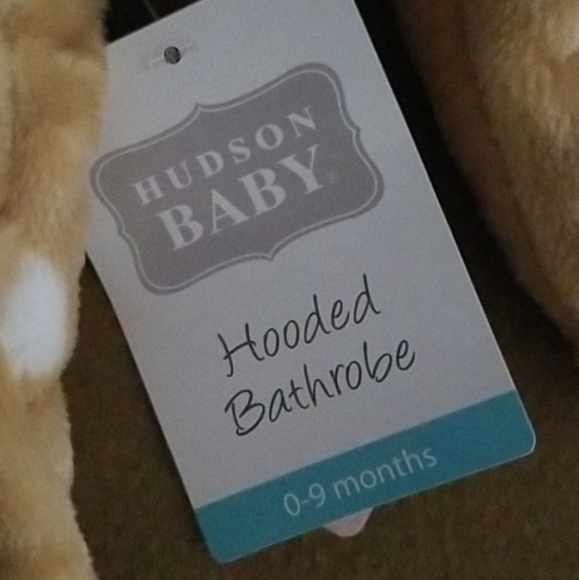 HUDSON
BABY
Hooded
Bathrobe
0-9 months